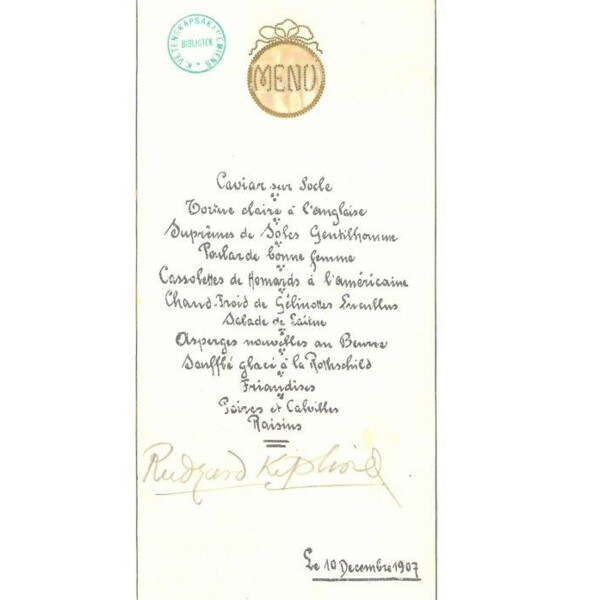 K. VETENSKAPSAKADEMIENS
BIBLIOTEK
MENU
Caviar sur Socle
Tortue claire à l'anglaise
Suprêmes de Soles Gentilhomme
Poularde bonne femme
Cassolettes de Homards à l'américaine
Chaud-Froid de Gélinottes Lucullus
Salade de Laitue
Asperges nouvelles au Beurre
Soufflé glacé à la Rothschild
Friandises
Poires et Calvilles
Raisins
Rudyard Kipling
Le 10 Decembre 1907